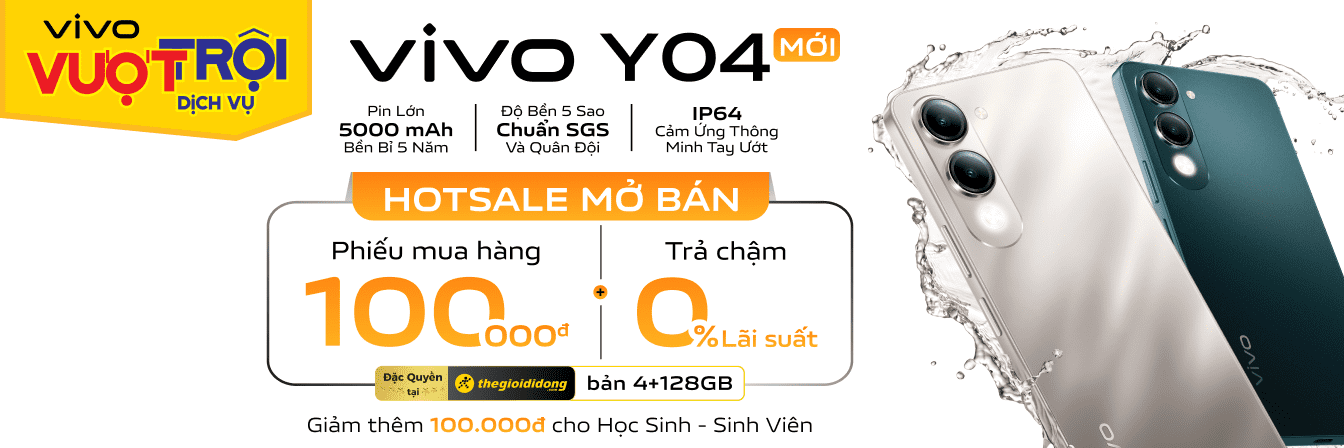 vivo
VƯỢT TRỘI
DỊCH VỤ
vivo Y04 MỚI
Pin Lớn
5000 mAh
Bền Bỉ 5 Năm
Độ Bền 5 Sao
Chuẩn SGS
Và Quân Đội
IP64
Cảm Ứng Thông
Minh Tay Ướt
HOTSALE MỞ BÁN
Phiếu mua hàng
100.000đ
+
Trả chậm
0% Lãi suất
Đặc Quyền
tại
thegioididong
.com
bản 4+128GB
Giảm thêm 100.000đ cho Học Sinh - Sinh Viên
vivo
vivo